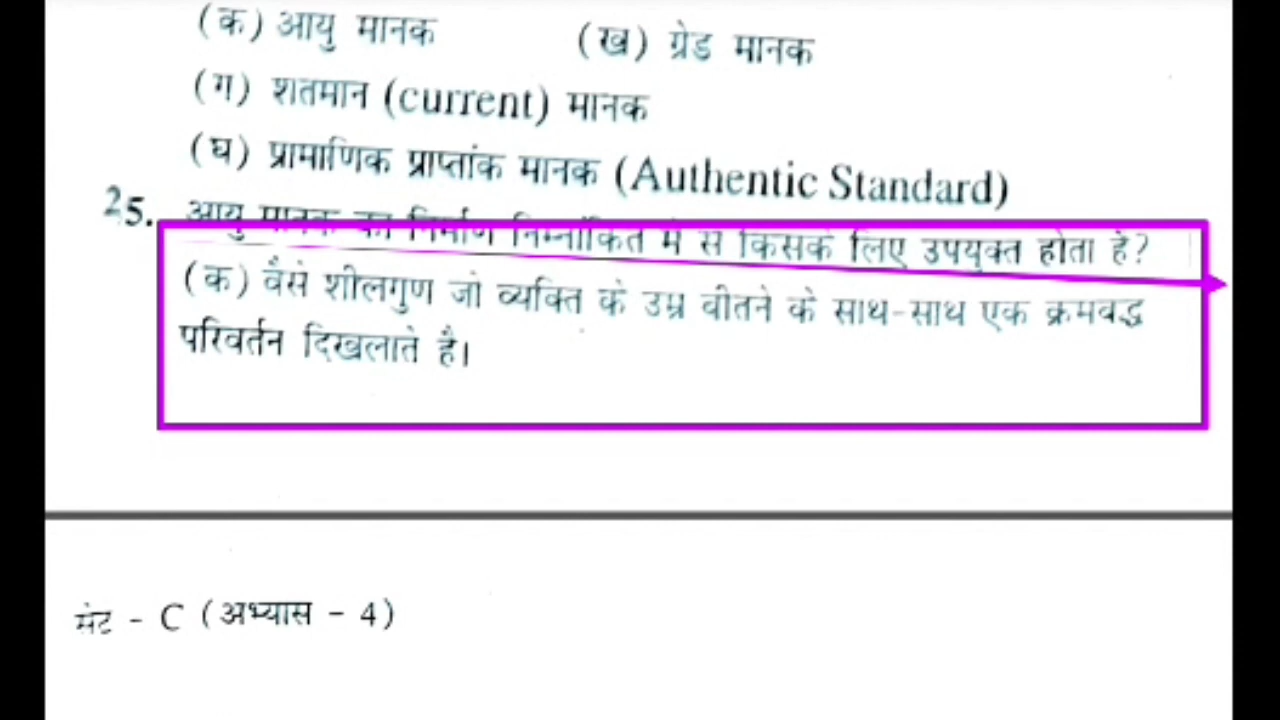 (क) आयु मानक (ख) ग्रेड मानक
(ग) शतमान (current) मानक
(घ) प्रामाणिक प्राप्तांक मानक (Authentic Standard)
25. आयु मानक का निर्माण निम्नांकित में से किसके लिए उपयुक्त होता है?
(क) वैसे शीलगुण जो व्यक्ति के उम्र बीतने के साथ-साथ एक क्रमवद्ध
परिवर्तन दिखलाते है।
सेट - C (अभ्यास - 4)